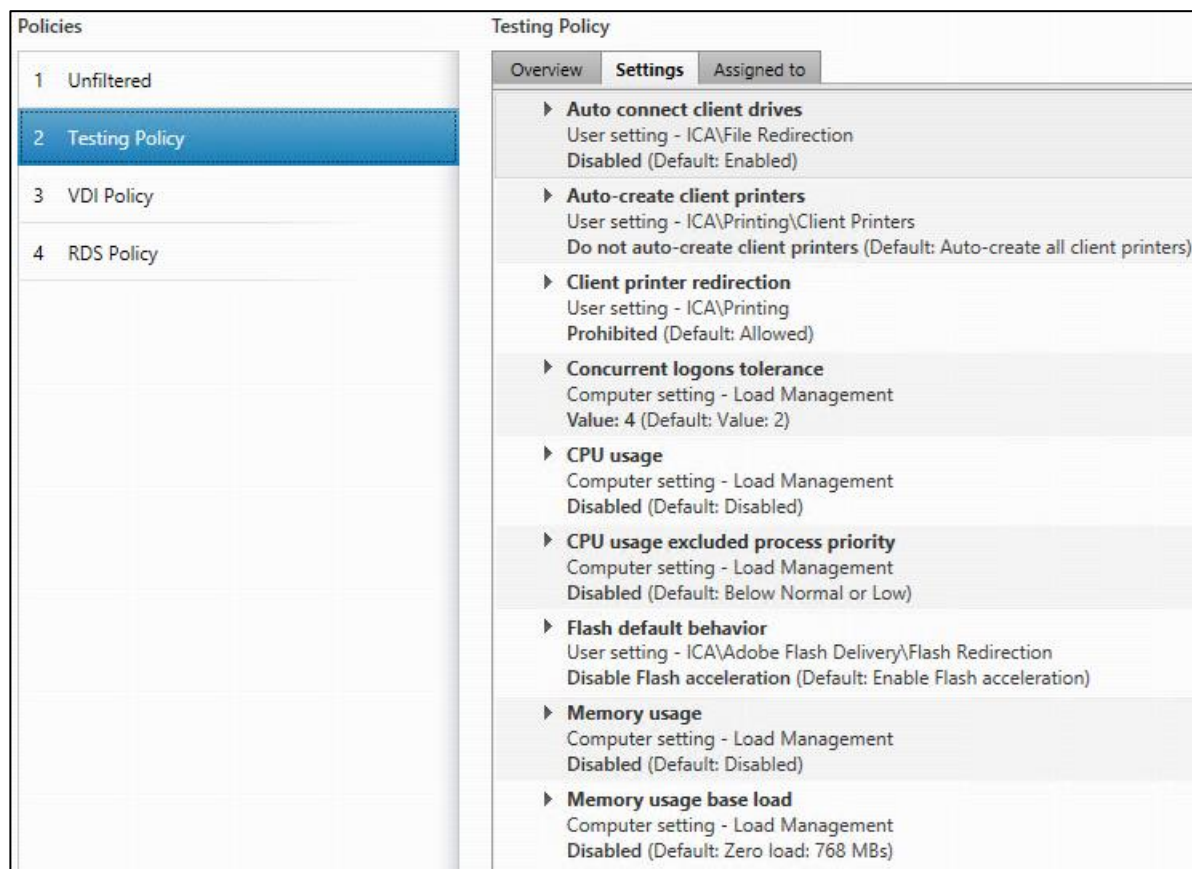 Policies
1 Unfiltered
2 Testing Policy
3 VDI Policy
4 RDS Policy
Testing Policy
Overview Settings Assigned to
Auto connect client drives
User setting - ICA\File Redirection
Disabled (Default: Enabled)
Auto-create client printers
User setting - ICA\Printing\Client Printers
Do not auto-create client printers (Default: Auto-create all client printers)
Client printer redirection
User setting - ICA\Printing
Prohibited (Default: Allowed)
Concurrent logons tolerance
Computer setting - Load Management
Value: 4 (Default: Value: 2)
CPU usage
Computer setting - Load Management
Disabled (Default: Disabled)
CPU usage excluded process priority
Computer setting - Load Management
Disabled (Default: Below Normal or Low)
Flash default behavior
User setting - ICA\Adobe Flash Delivery\Flash Redirection
Disable Flash acceleration (Default: Enable Flash acceleration)
Memory usage
Computer setting - Load Management
Disabled (Default: Disabled)
Memory usage base load
Computer setting - Load Management
Disabled (Default: Zero load: 768 MBs)